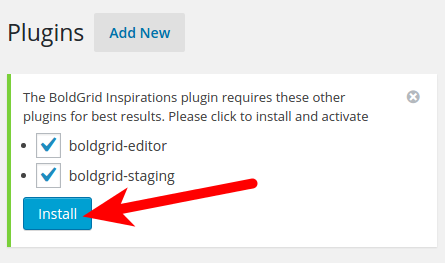 Plugins Add New
The BoldGrid Inspirations plugin requires these other
plugins for best results. Please click to install and activate
boldgrid-editor
boldgrid-staging
Install